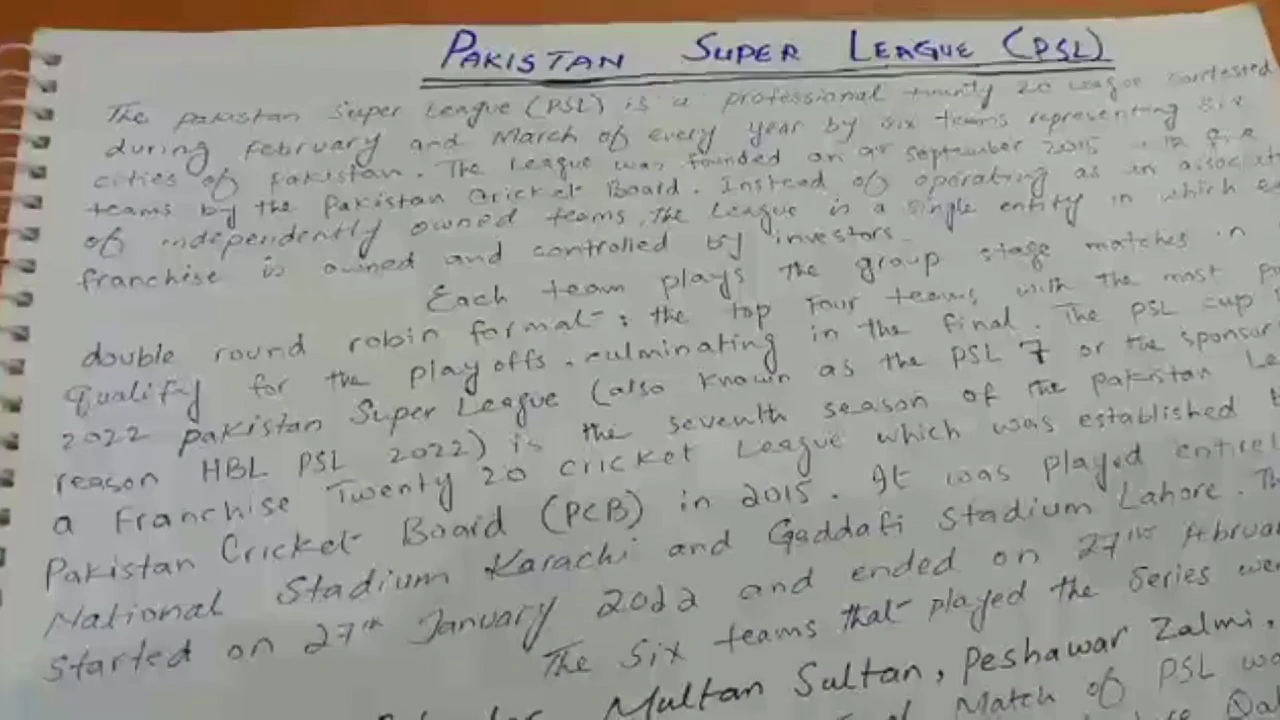 PAKISTAN SUPER LEAGUE (PSL)
The pakistan Super League (PSL) is a professional twenty 20 league contested
during February and March of every year by six teams representing six
cities of pakistan. The League was founded on 9th September 2015
teams by the Pakistan Cricket Board. Instead of operating as an
of independently owned teams, The League is a single entity in which
franchise is owned and controlled by investors.
Each team plays the group stage matches in
double round robin format; the top Four teams with the most
qualify for the playoffs. culminating in the final. The PSL cup
2022 pakistan Super League (also known as the PSL 7 or the sponsor
reason HBL PSL 2022) is the seventh season of the pakistan
a Franchise Twenty 20 cricket League which was established
Pakistan Cricket Board (PCB) in 2015. It was played
National Stadium Karachi and Gaddafi Stadium Lahore.
started on 27th January 2022 and ended on 27th
The Six teams that played the Series
Multan Sultan, Peshawar Zalmi,
Match of PSL